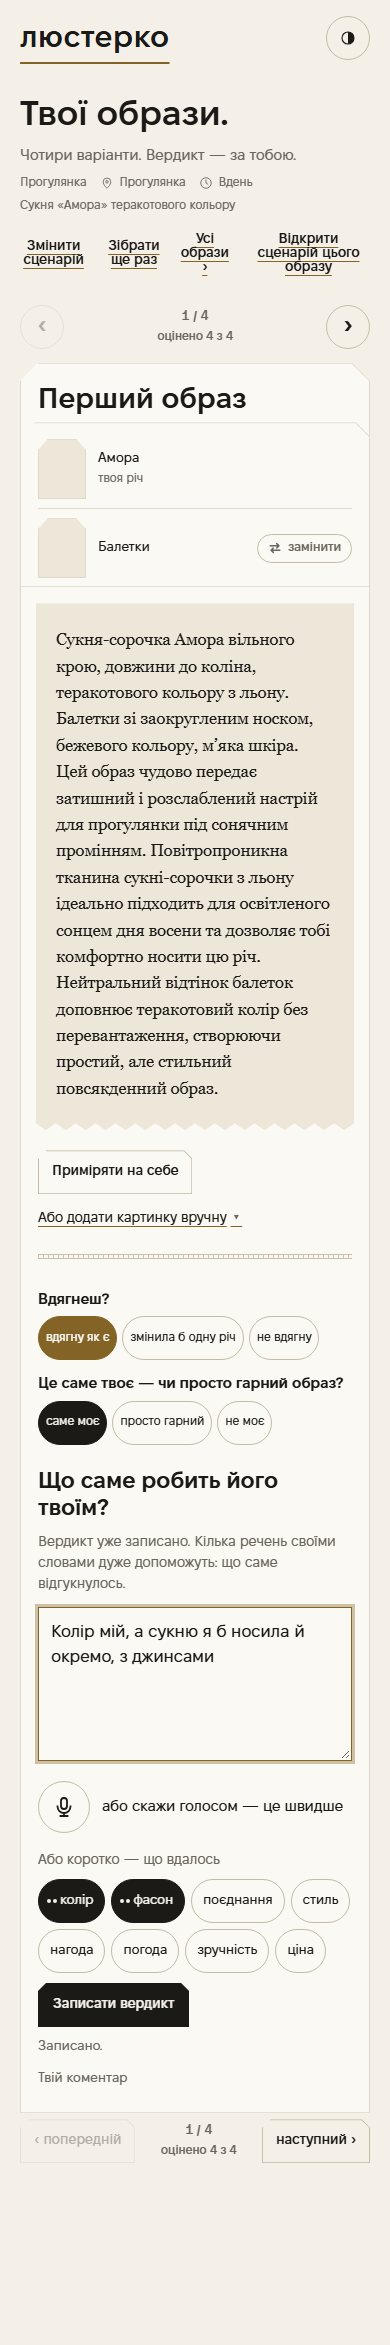 люстерко
Твої образи.
Чотири варіанти. Вердикт — за тобою.
Прогулянка Прогулянка Вдень
Сукня «Амора» теракотового кольору
Змінити
сценарій
Зібрати
ще раз
Усі
образи
›
Відкрити
сценарій цього
образу
‹
1 / 4
оцінено 4 з 4
›
Перший образ
Амора
твоя річ
Балетки
⇄ замінити
Сукня-сорочка Амора вільного
крою, довжини до коліна,
теракотового кольору з льону.
Балетки зі заокругленим носком,
бежевого кольору, м’яка шкіра.
Цей образ чудово передає
затишний і розслаблений настрій
для прогулянки під сонячним
промінням. Повітропроникна
тканина сукні-сорочки з льону
ідеально підходить для освітленого
сонцем дня восени та дозволяє тобі
комфортно носити цю річ.
Нейтральний відтінок балеток
доповнює теракотовий колір без
перевантаження, створюючи
простий, але стильний
повсякденний образ.
Приміряти на себе
Або додати картинку вручну ▾
Вдягнеш?
вдягну як є змінила б одну річ не вдягну
Це саме твоє — чи просто гарний образ?
саме моє просто гарний не моє
Що саме робить його
твоїм?
Вердикт уже записано. Кілька речень своїми
словами дуже допоможуть: що саме
відгукнулось.
Колір мій, а сукню я б носила й
окремо, з джинсами
або скажи голосом — це швидше
Або коротко — що вдалось
колір фасон поєднання стиль
нагода погода зручність ціна
Записати вердикт
Записано.
Твій коментар
‹ попередній
1 / 4
оцінено 4 з 4
наступний ›